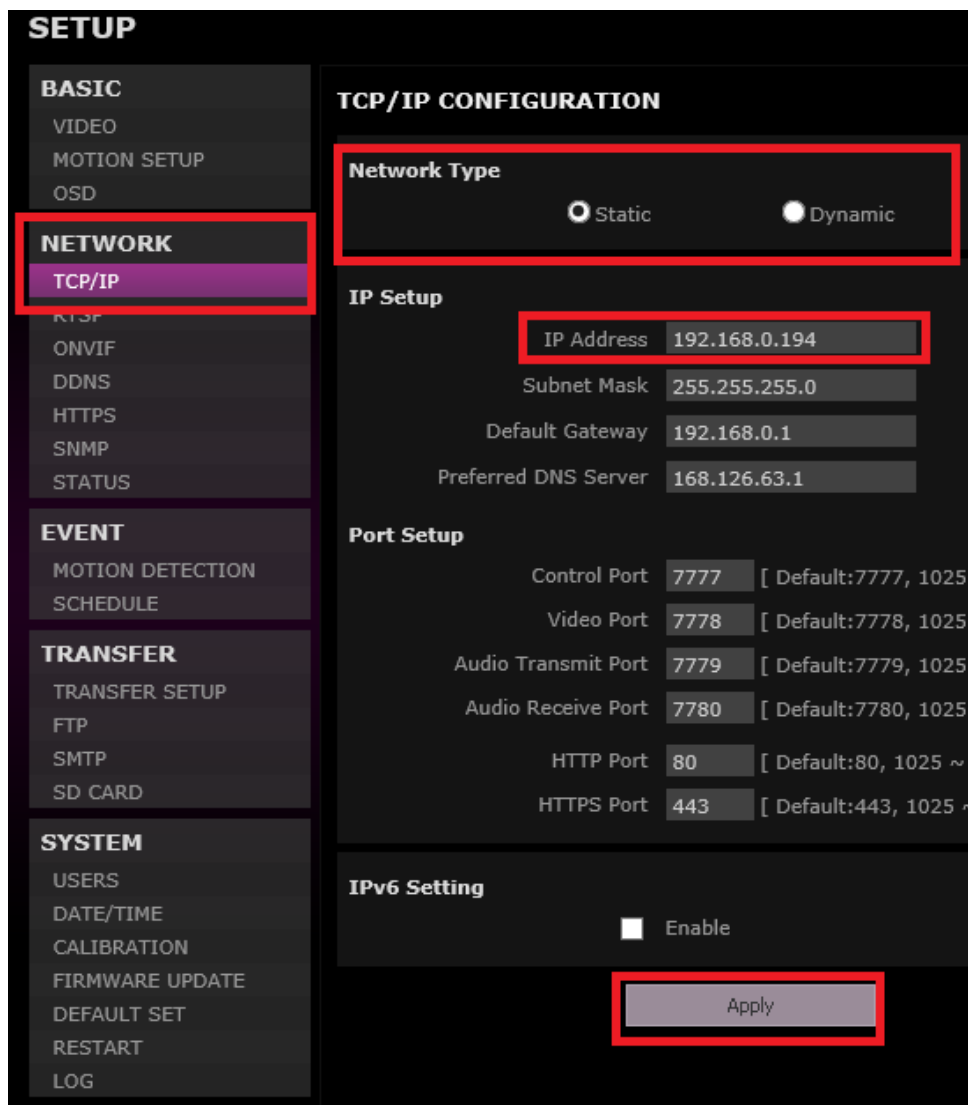 SETUP
BASIC
VIDEO
MOTION SETUP
OSD
NETWORK
TCP/IP
RTSP
ONVIF
DDNS
HTTPS
SNMP
STATUS
EVENT
MOTION DETECTION
SCHEDULE
TRANSFER
TRANSFER SETUP
FTP
SMTP
SD CARD
SYSTEM
USERS
DATE/TIME
CALIBRATION
FIRMWARE UPDATE
DEFAULT SET
RESTART
LOG
TCP/IP CONFIGURATION
Network Type
Static Dynamic
IP Setup
IP Address 192.168.0.194
Subnet Mask 255.255.255.0
Default Gateway 192.168.0.1
Preferred DNS Server 168.126.63.1
Port Setup
Control Port 7777 [ Default:7777, 1025
Video Port 7778 [ Default:7778, 1025
Audio Transmit Port 7779 [ Default:7779, 1025
Audio Receive Port 7780 [ Default:7780, 1025
HTTP Port 80 [ Default:80, 1025 ~
HTTPS Port 443 [ Default:443, 1025 ~
IPv6 Setting
Enable
Apply